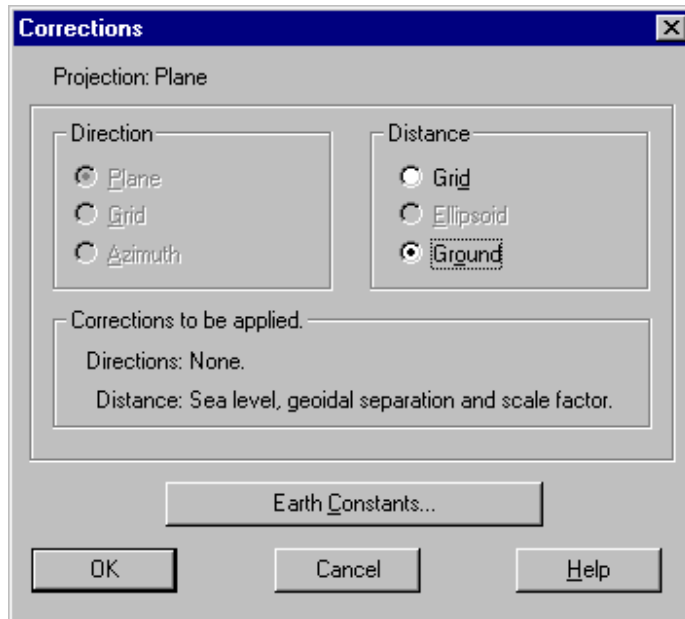 Corrections
Projection: Plane
Direction
Plane
Grid
Azimuth
Distance
Grid
Ellipsoid
Ground
Corrections to be applied.
Directions: None.
Distance: Sea level, geoidal separation and scale factor.
Earth Constants...
OK
Cancel
Help